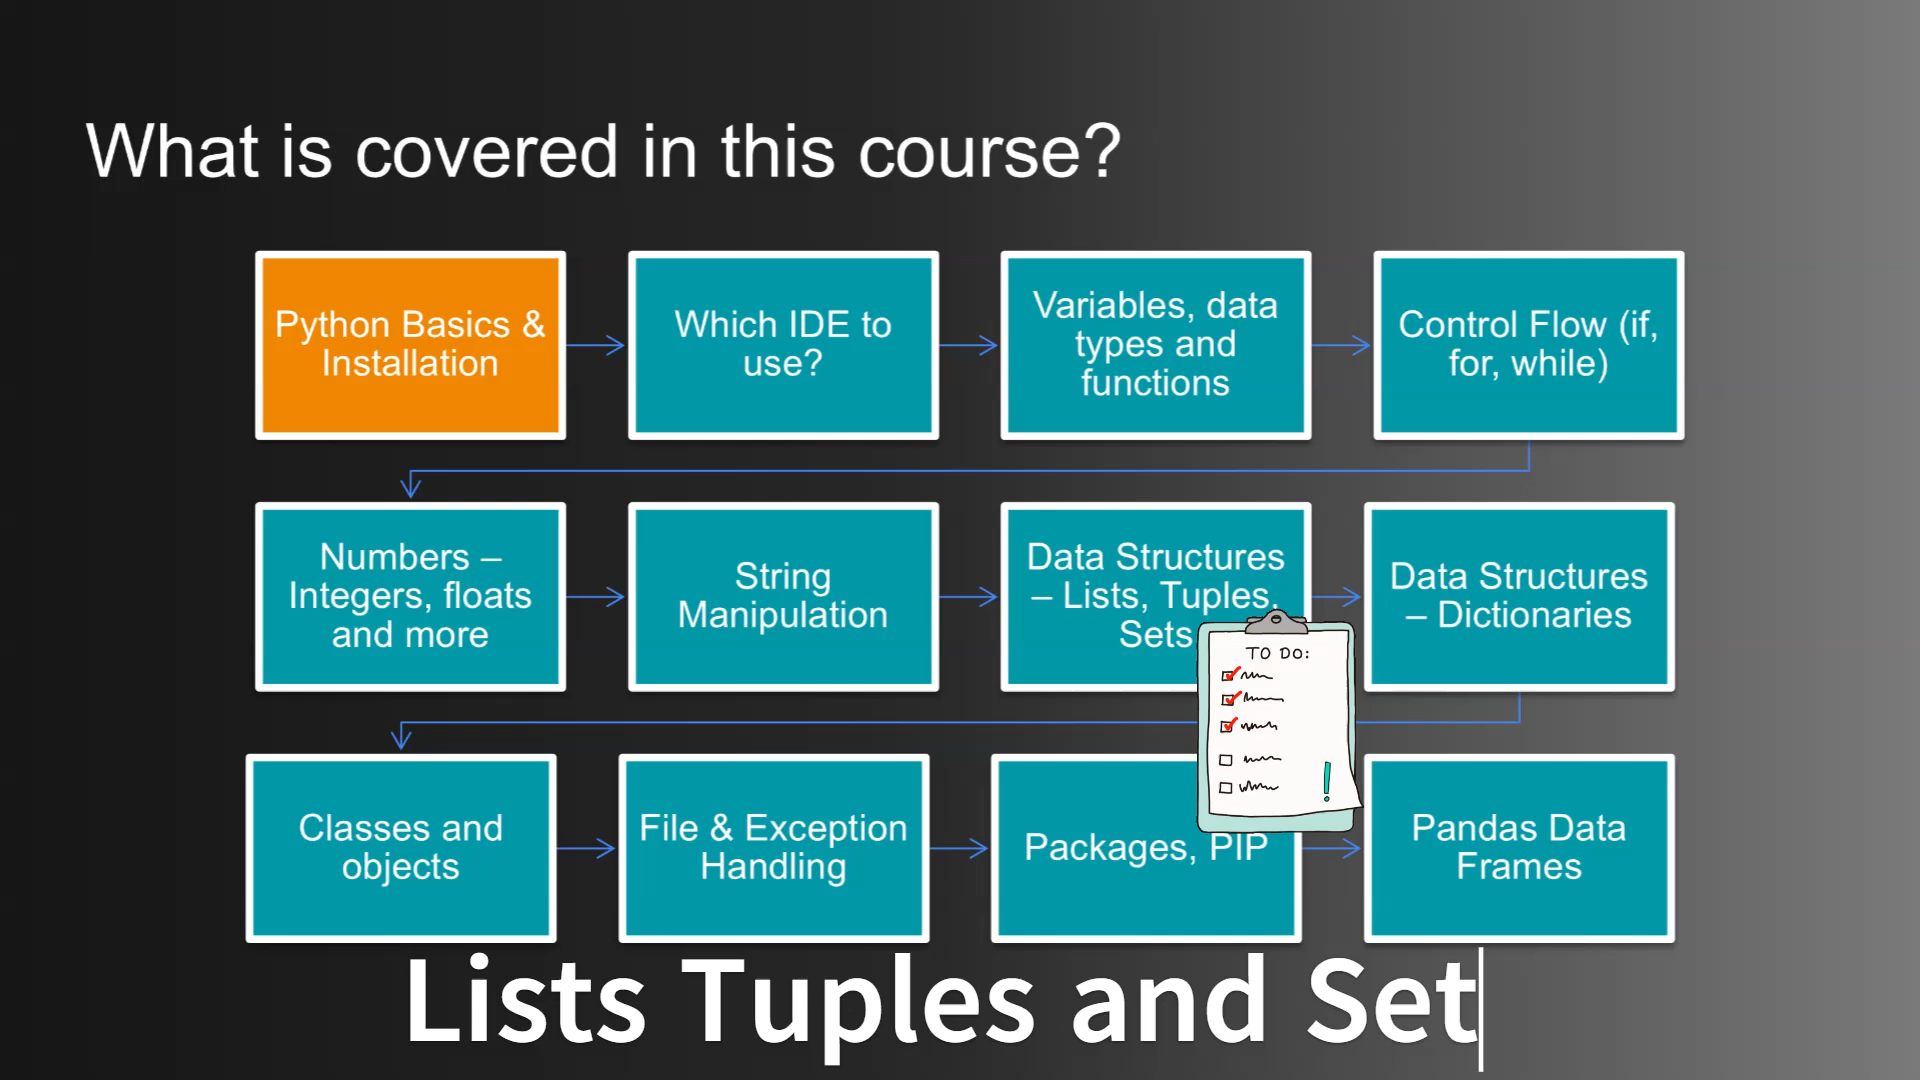 What is covered in this course?
Python Basics &
Installation
Which IDE to
use?
Variables, data
types and
functions
Control Flow (if,
for, while)
Numbers –
Integers, floats
and more
String
Manipulation
Data Structures
– Lists, Tuples,
Sets
Data Structures
– Dictionaries
TO DO:
!
Classes and
objects
File & Exception
Handling
Packages, PIP
Pandas Data
Frames
Lists Tuples and Set